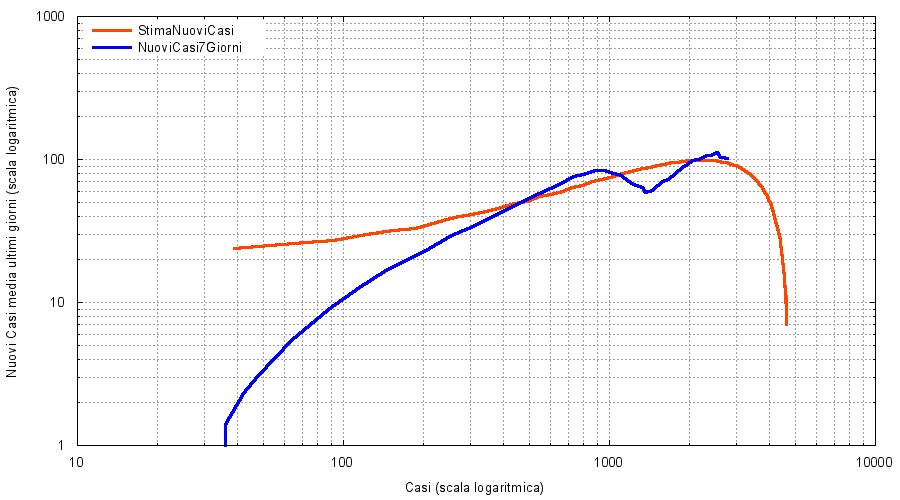 1000
StimaNuoviCasi
NuoviCasi7Giorni
100
10
1
10
100
1000
10000
Nuovi Casi media ultimi giorni (scala logaritmica)
Casi (scala logaritmica)